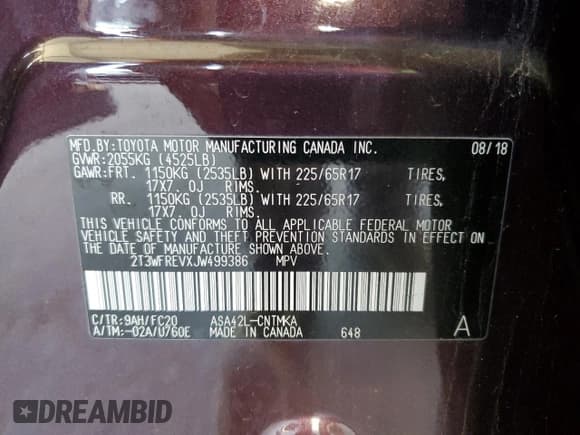 MFD.BY:TOYOTA MOTOR MANUFACTURING CANADA INC. 08/18
GVWR:2055KG (4525LB)
GAWR:FRT. 1150KG (2535LB) WITH 225/65R17 TIRES,
17X7. 0J RIMS.
RR. 1150KG (2535LB) WITH 225/65R17 TIRES,
17X7. 0J RIMS.
THIS VEHICLE CONFORMS TO ALL APPLICABLE FEDERAL MOTOR
VEHICLE SAFETY AND THEFT PREVENTION STANDARDS IN EFFECT ON
THE DATE OF MANUFACTURE SHOWN ABOVE.
2T3WFREVXJW499386 MPV
C/TR:9AH/FC20 ASA42L-CNTMKA
A/TM:-02A/U760E MADE IN CANADA 648 A
DREAMBID